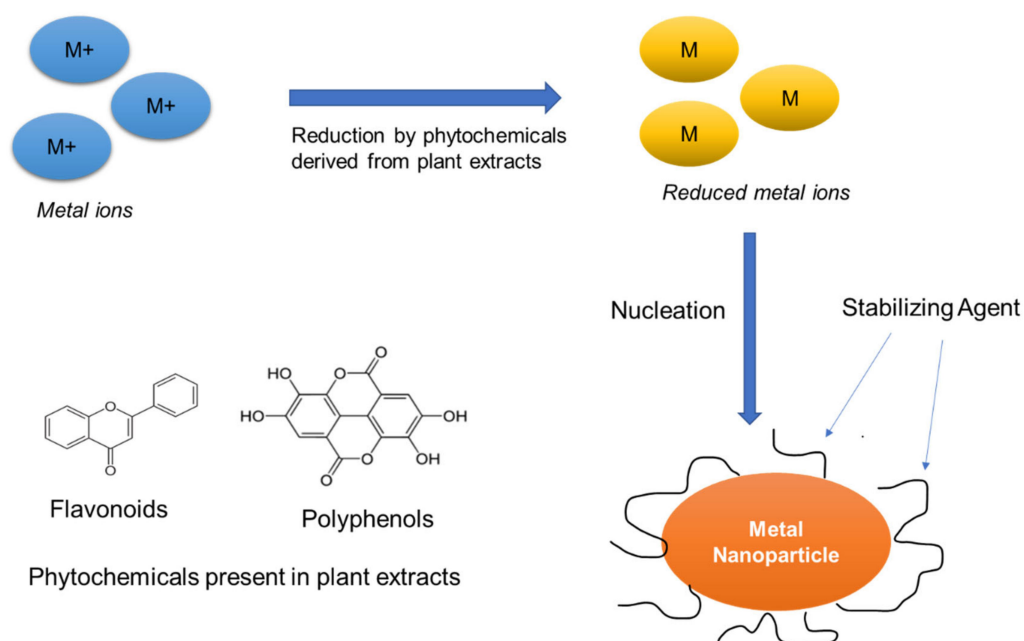 M+
M+
M+
Metal ions
Reduction by phytochemicals
derived from plant extracts
M
M
M
Reduced metal ions
Nucleation
Stabilizing Agent
O
O
Flavonoids
HO
HO
O
O
OH
OH
O
O
Polyphenols
Phytochemicals present in plant extracts
Metal
Nanoparticle